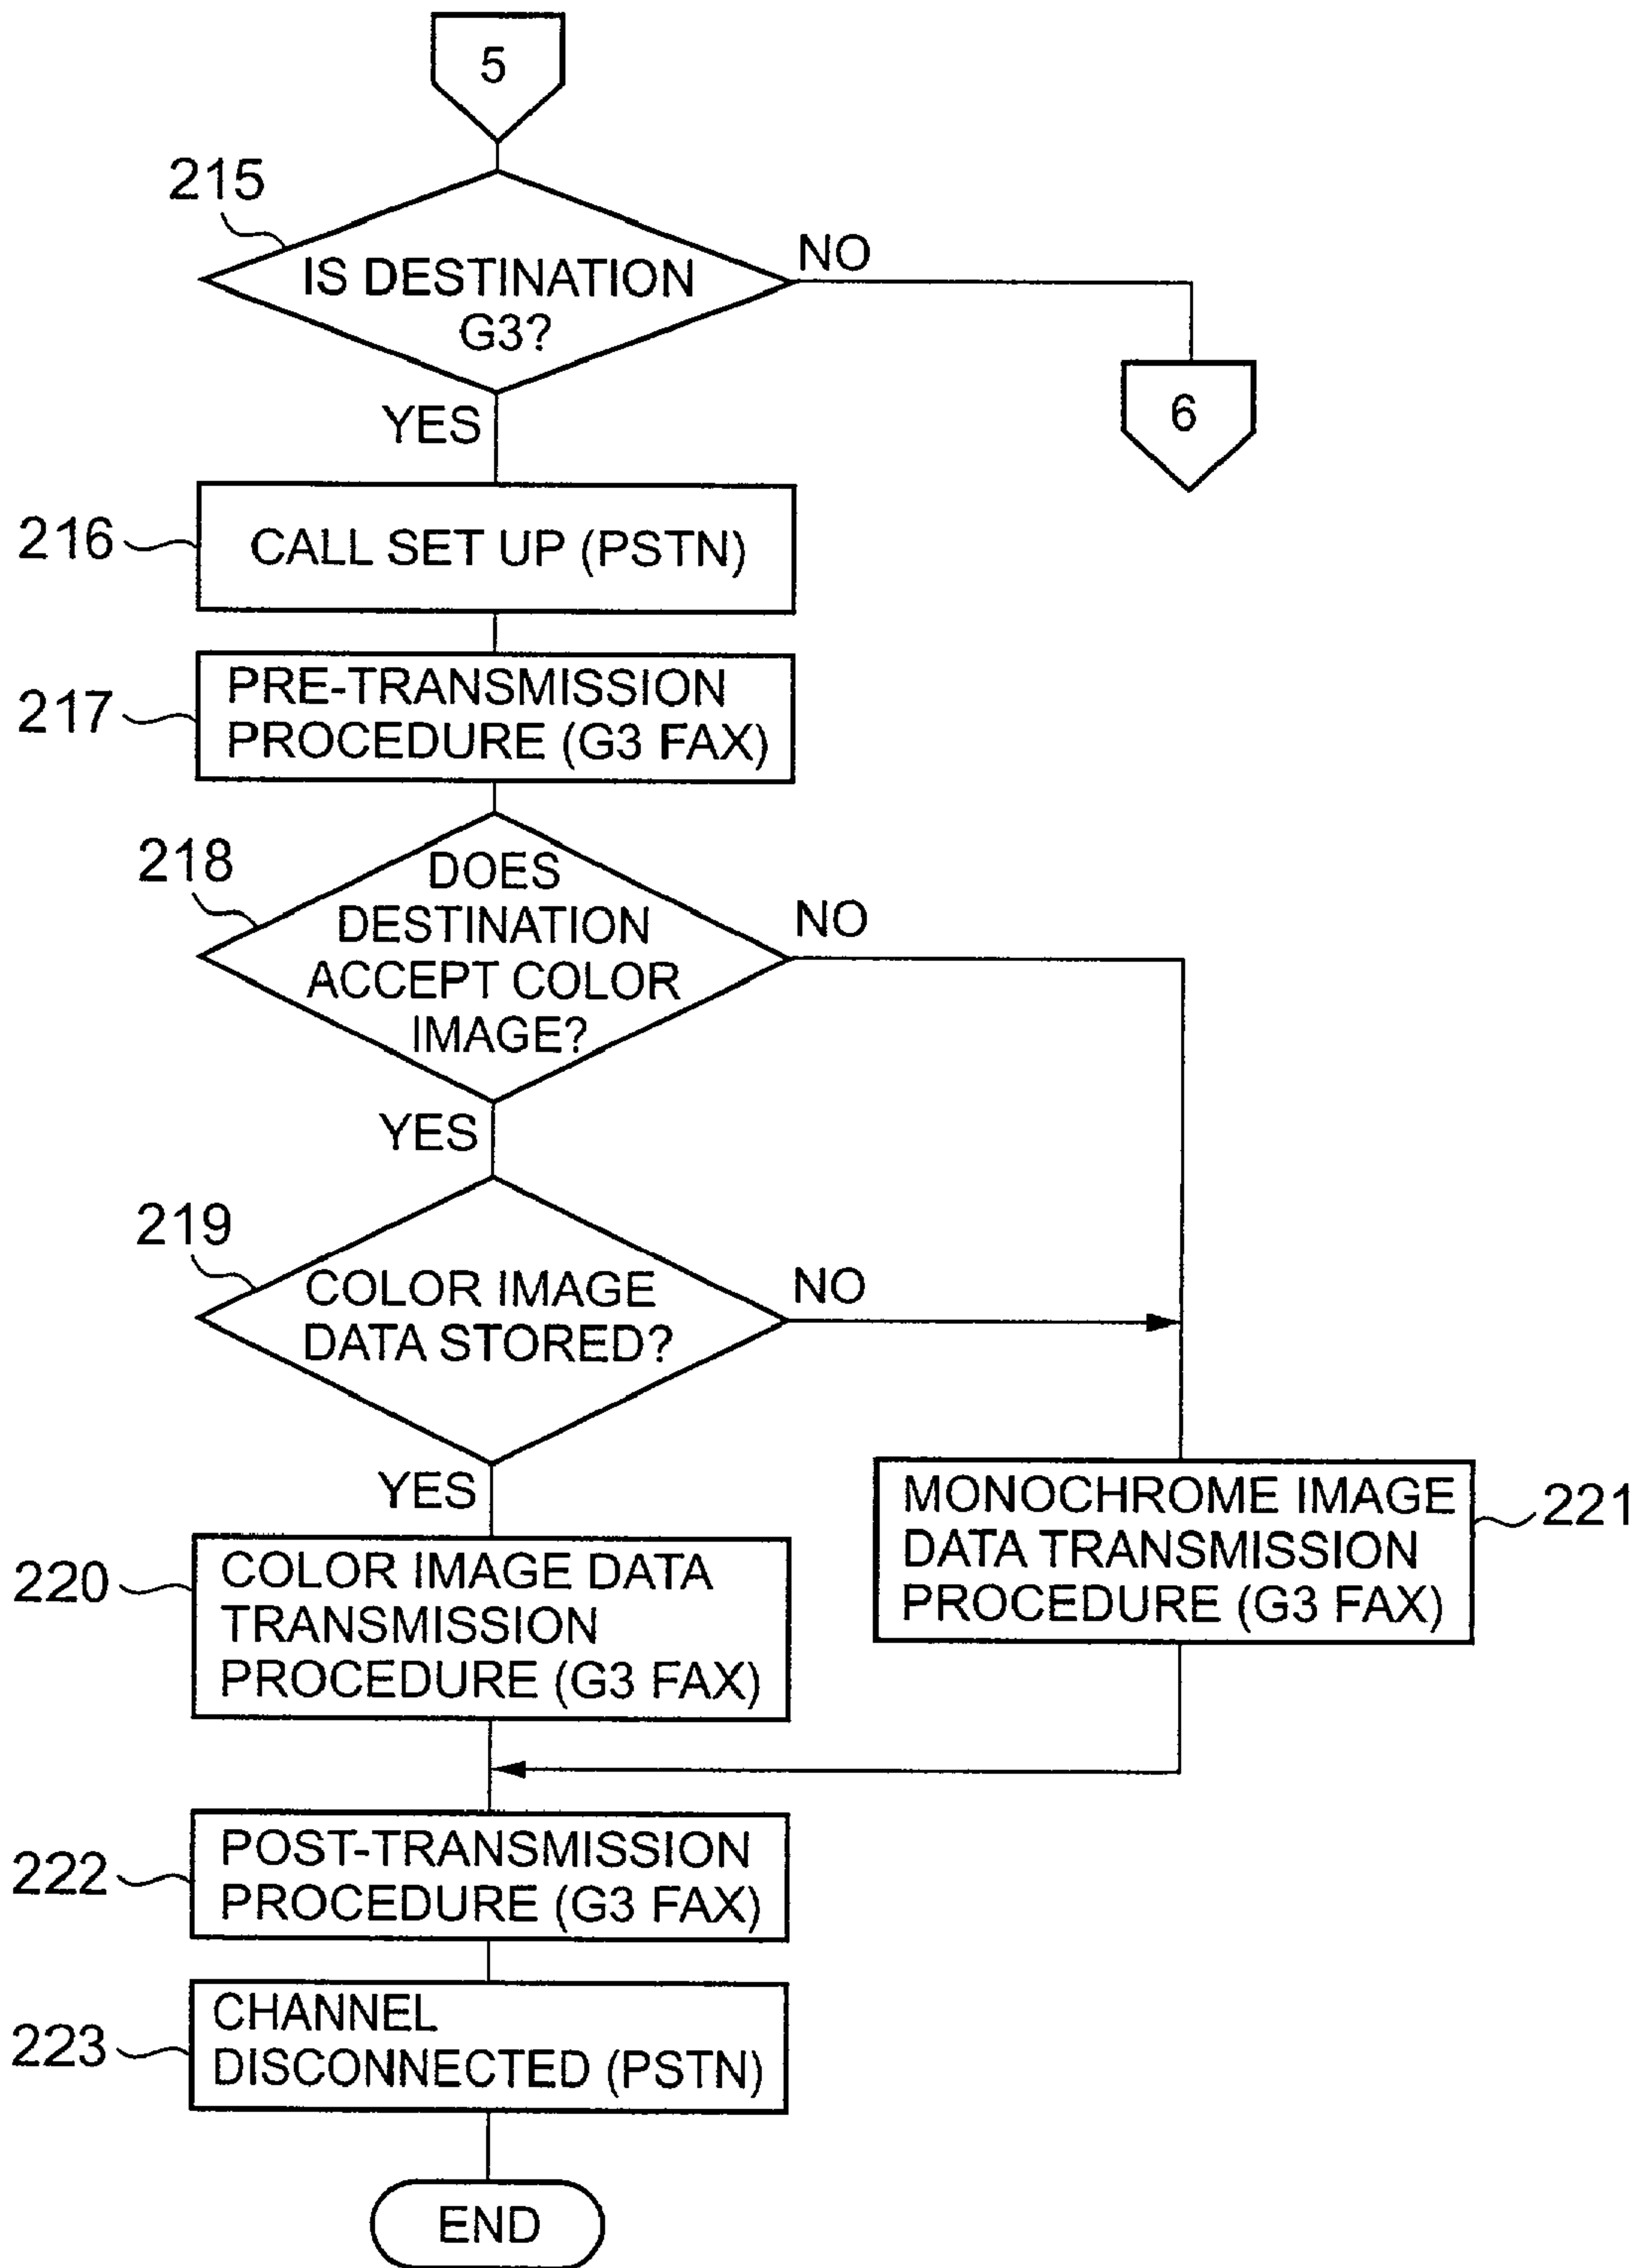 5
215
IS DESTINATION
G3?
NO
6
YES
216
CALL SET UP (PSTN)
217
PRE-TRANSMISSION
PROCEDURE (G3 FAX)
218
DOES
DESTINATION
ACCEPT COLOR
IMAGE?
NO
YES
219
COLOR IMAGE
DATA STORED?
NO
YES
220
COLOR IMAGE DATA
TRANSMISSION
PROCEDURE (G3 FAX)
MONOCHROME IMAGE
DATA TRANSMISSION
PROCEDURE (G3 FAX)
221
222
POST-TRANSMISSION
PROCEDURE (G3 FAX)
223
CHANNEL
DISCONNECTED (PSTN)
END